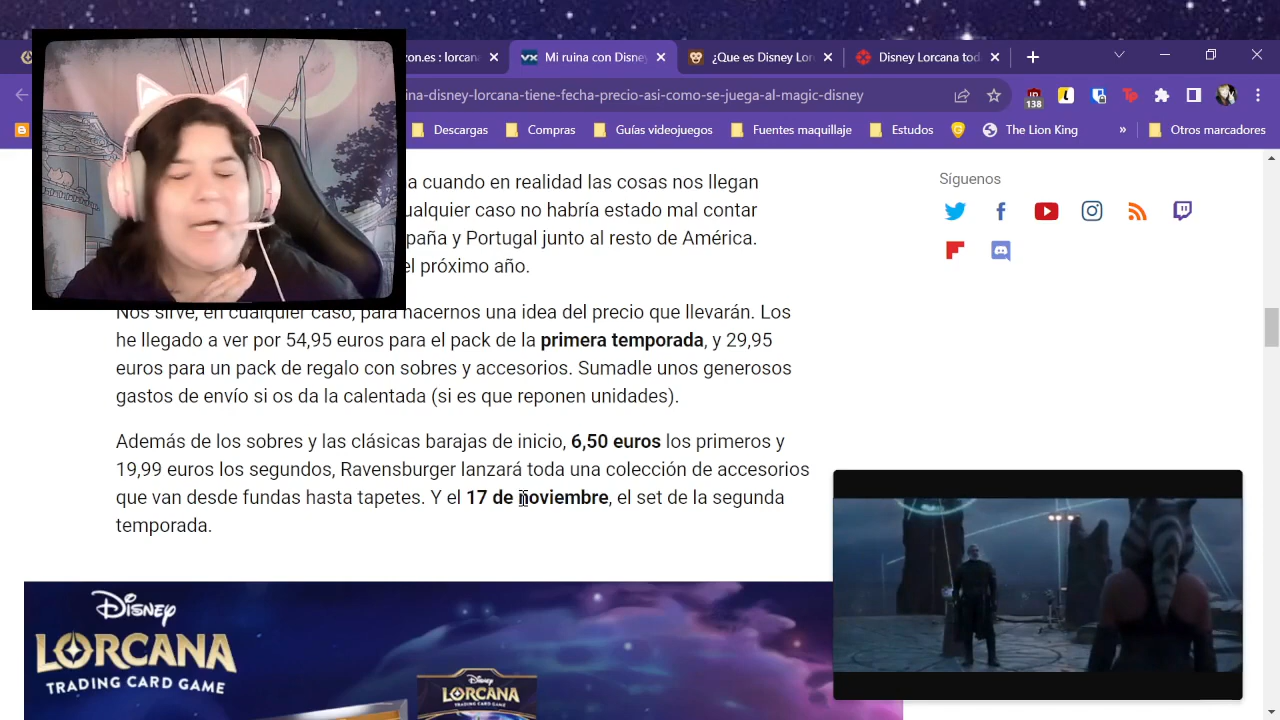 zon.es : lorcan
Mi ruina con Disne
¿Que es Disney Lor
Disney Lorcana tod
ina-disney-lorcana-tiene-fecha-precio-asi-como-se-juega-al-magic-disney
138
Descargas
Compras
Guías videojuegos
Fuentes maquillaje
Estudos
The Lion King
»
Otros marcadores
a cuando en realidad las cosas nos llegan
ualquier caso no habría estado mal contar
paña y Portugal junto al resto de América.
el próximo año.
Nos sirve, en cualquier caso, para hacernos una idea del precio que llevarán. Los
he llegado a ver por 54,95 euros para el pack de la primera temporada, y 29,95
euros para un pack de regalo con sobres y accesorios. Sumadle unos generosos
gastos de envío si os da la calentada (si es que reponen unidades).
Además de los sobres y las clásicas barajas de inicio, 6,50 euros los primeros y
19,99 euros los segundos, Ravensburger lanzará toda una colección de accesorios
que van desde fundas hasta tapetes. Y el 17 de noviembre, el set de la segunda
temporada.
Síguenos
Disney
LORCANA
TRADING CARD GAME
Disney
LORCANA
TRADING CARD GAME